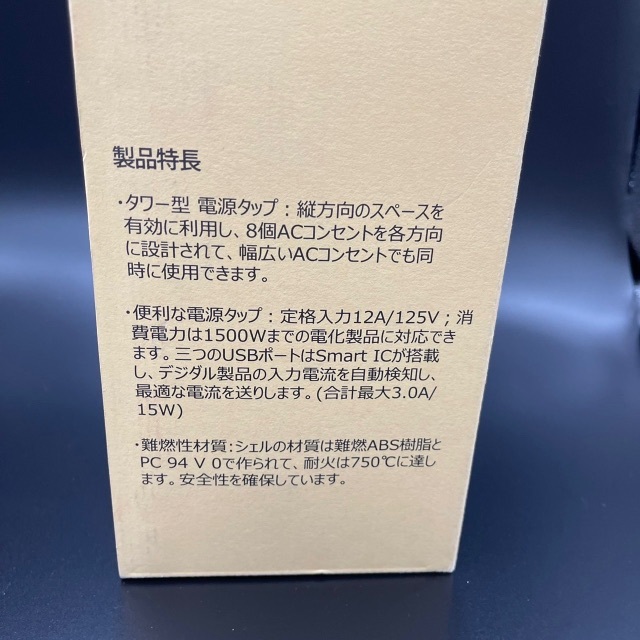 製品特長
・タワー型 電源タップ：縦方向のスペースを
有効に利用し、8個ACコンセントを各方向
に設計されて、幅広いACコンセントでも同
時に使用できます。
・便利な電源タップ：定格入力12A/125V；消
費電力は1500Wまでの電化製品に対応でき
ます。三つのUSBポートはSmart ICが搭載
し、デジダル製品の入力電流を自動検知し、
最適な電流を送りします。(合計最大3.0A/
15W)
・難燃性材質：シェルの材質は難燃ABS樹脂と
PC 94 V 0で作られて、耐火は750℃に達し
ます。安全性を確保しています。